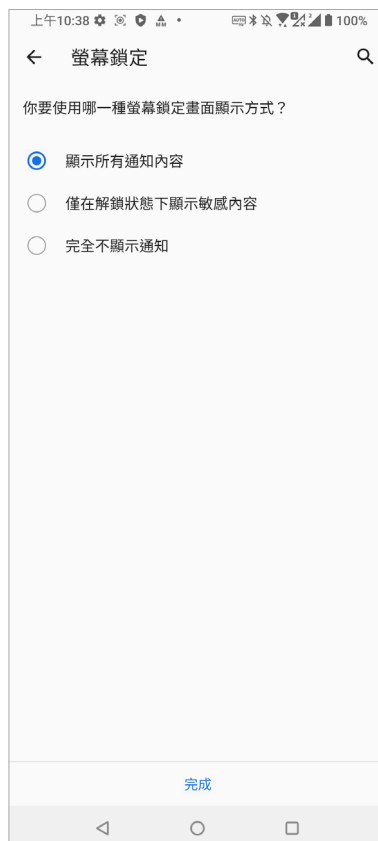 上午10:38 100%
螢幕鎖定
你要使用哪一種螢幕鎖定畫面顯示方式？
顯示所有通知內容
僅在解鎖狀態下顯示敏感內容
完全不顯示通知
完成